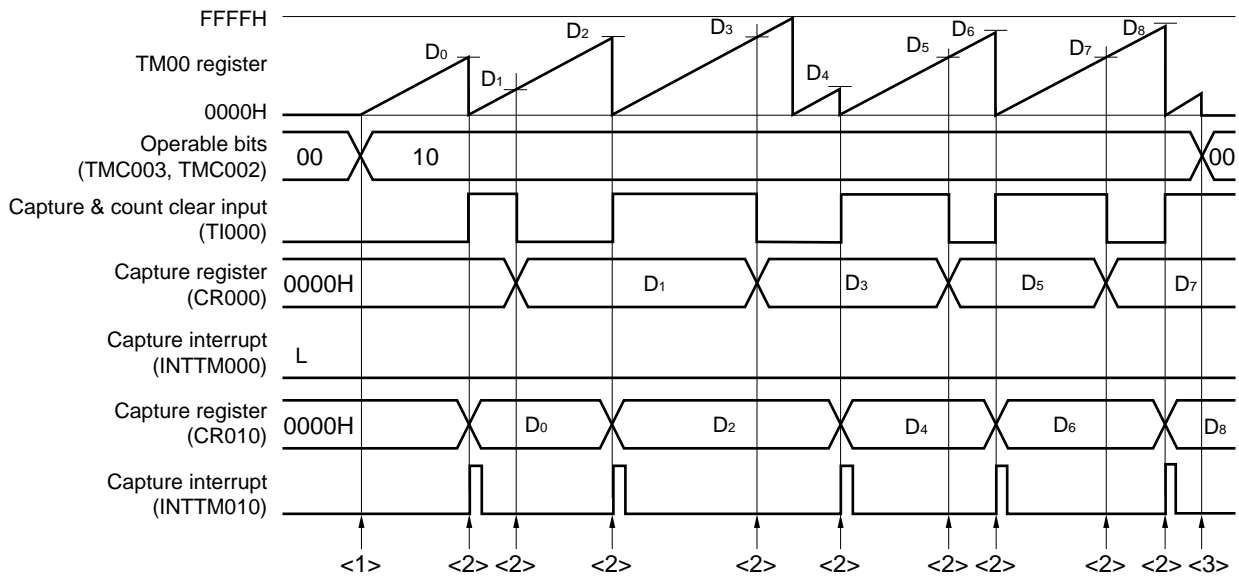 FFFFH
TM00 register
0000H
D0 D1 D2 D3 D4 D5 D6 D7 D8
Operable bits
(TMC003, TMC002)
00 10 00
Capture & count clear input
(TI000)
Capture register
(CR000)
0000H D1 D3 D5 D7
Capture interrupt
(INTTM000)
L
Capture register
(CR010)
0000H D0 D2 D4 D6 D8
Capture interrupt
(INTTM010)
<1> <2> <2> <2> <2> <2> <2> <2> <2> <2> <3>